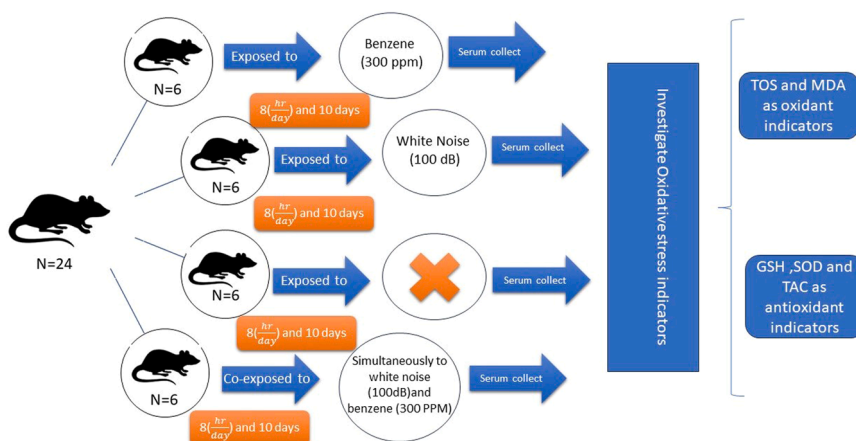 N=24
N=6
Exposed to
Benzene
(300 ppm)
Serum collect
8(hr/day) and 10 days
N=6
Exposed to
White Noise
(100 dB)
Serum collect
8(hr/day) and 10 days
N=6
Exposed to
Serum collect
8(hr/day) and 10 days
N=6
Co-exposed to
Simultaneously to
white noise
(100dB)and
benzene (300 PPM)
Serum collect
8(hr/day) and 10 days
Investigate Oxidative stress indicators
TOS and MDA
as oxidant
indicators
GSH ,SOD and
TAC as
antioxidant
indicators